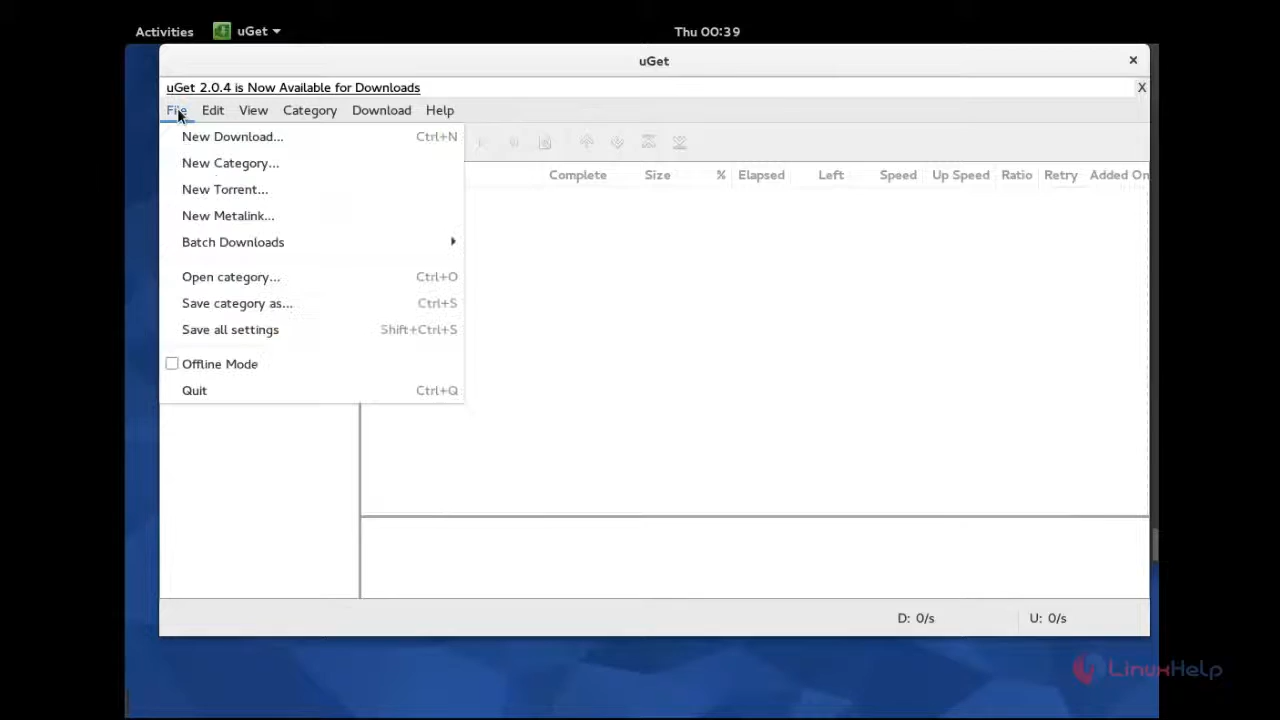 Activities uGet Thu 00:39
uGet
uGet 2.0.4 is Now Available for Downloads X
File Edit View Category Download Help
New Download... Ctrl+N
New Category...
New Torrent...
New Metalink...
Batch Downloads
Open category... Ctrl+O
Save category as... Ctrl+S
Save all settings Shift+Ctrl+S
Offline Mode
Quit Ctrl+Q
Complete Size % Elapsed Left Speed Up Speed Ratio Retry Added On
D: 0/s U: 0/s
LinuxHelp